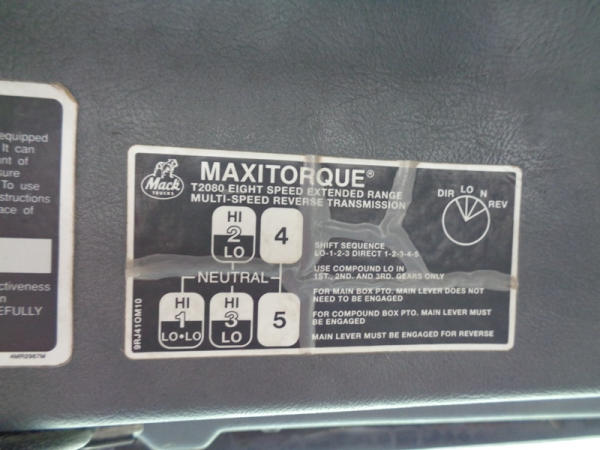 equipped
It can
nt of
sure
To use
structions
ace of
ctiveness
n
EFULLY
4MR2987M
Mack
TRUCKS
MAXITORQUE®
T2080 EIGHT SPEED EXTENDED RANGE
MULTI-SPEED REVERSE TRANSMISSION
DIR LO N REV
HI
2 4
LO
NEUTRAL
HI HI
1 3 5
LO•LO LO
SHIFT SEQUENCE
LO-1-2-3 DIRECT 1-2-3-4-5
USE COMPOUND LO IN
1ST., 2ND. AND 3RD. GEARS ONLY
FOR MAIN BOX PTO. MAIN LEVER DOES NOT
NEED TO BE ENGAGED
FOR COMPOUND BOX PTO. MAIN LEVER MUST
BE ENGAGED
MAIN LEVER MUST BE ENGAGED FOR REVERSE
9RJ41OM10